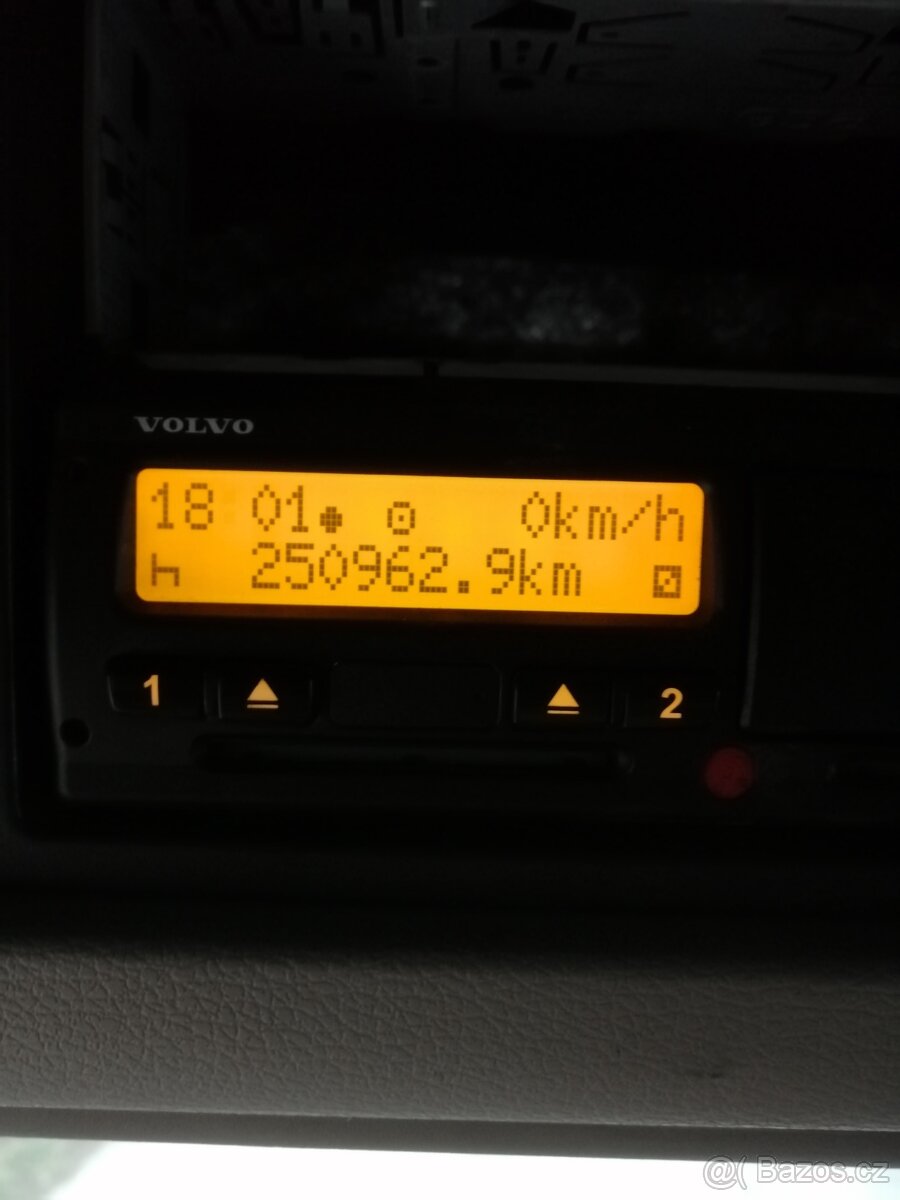 VOLVO
18 01 0km/h
250962.9km
1 2
@( Bazos.cz